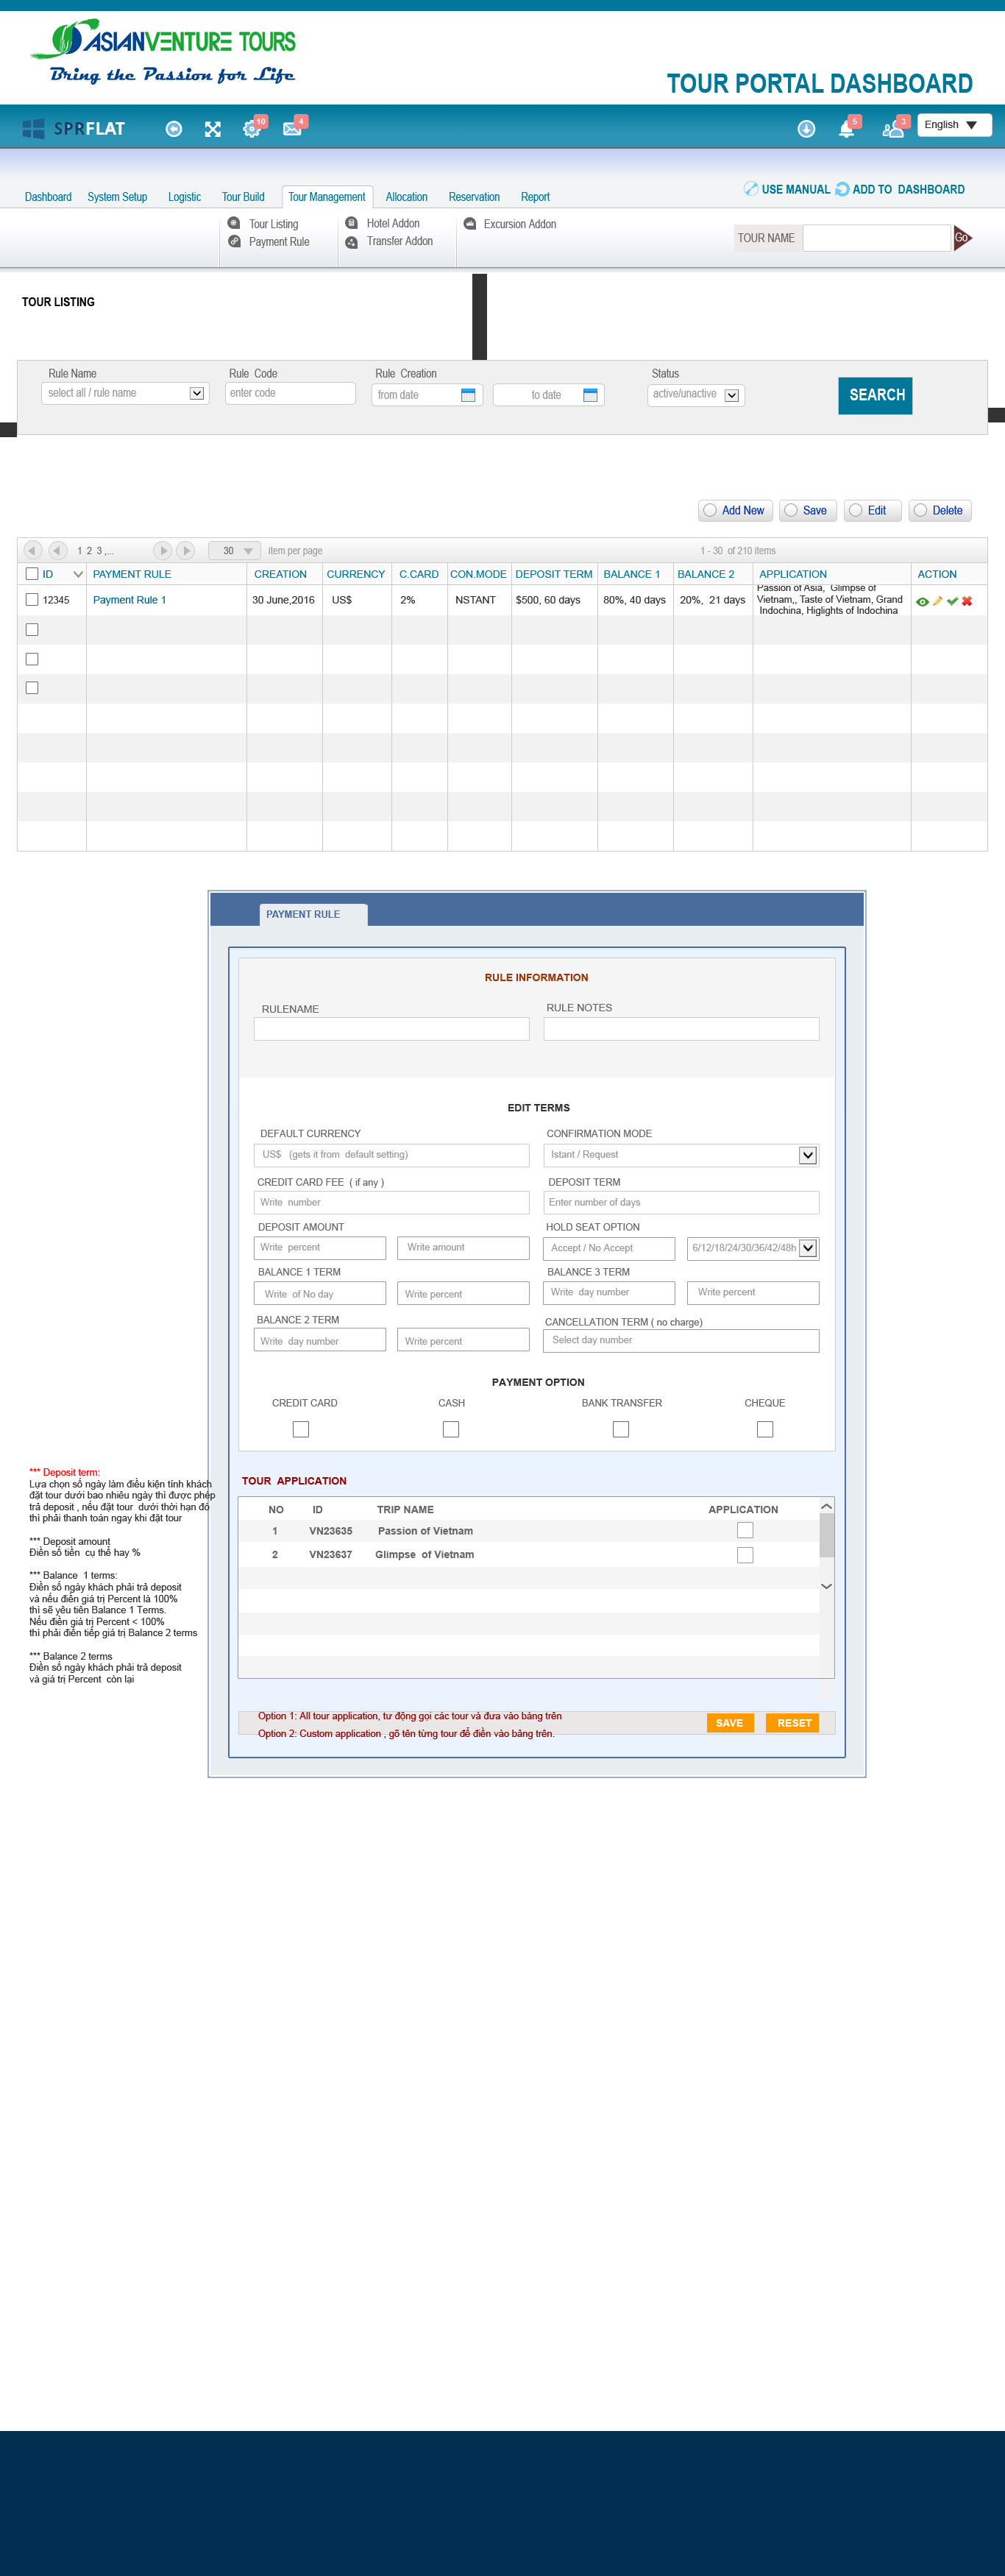 ASIANVENTURE TOURS
Bring the Passion for Life
TOUR PORTAL DASHBOARD
SPRFLAT
10
4
5
3
English
USE MANUAL
ADD TO DASHBOARD
Dashboard System Setup Logistic Tour Build Tour Management Allocation Reservation Report
Tour Listing Hotel Addon Excursion Addon
Payment Rule Transfer Addon
TOUR NAME
Go
TOUR LISTING
Rule Name Rule Code Rule Creation Status
select all / rule name enter code from date to date active/unactive
SEARCH
Add New Save Edit Delete
1 2 3 ,... 30 item per page 1 - 30 of 210 items
ID PAYMENT RULE CREATION CURRENCY C.CARD CON.MODE DEPOSIT TERM BALANCE 1 BALANCE 2 APPLICATION ACTION
12345 Payment Rule 1 30 June,2016 US$ 2% NSTANT $500, 60 days 80%, 40 days 20%, 21 days
Passion of Asia, Glimpse of
Vietnam,, Taste of Vietnam, Grand
Indochina, Higlights of Indochina
PAYMENT RULE
RULE INFORMATION
RULENAME RULE NOTES
EDIT TERMS
DEFAULT CURRENCY CONFIRMATION MODE
US$ (gets it from default setting) Istant / Request
CREDIT CARD FEE ( if any ) DEPOSIT TERM
Write number Enter number of days
DEPOSIT AMOUNT HOLD SEAT OPTION
Write percent Write amount Accept / No Accept 6/12/18/24/30/36/42/48h
BALANCE 1 TERM BALANCE 3 TERM
Write of No day Write percent Write day number Write percent
BALANCE 2 TERM CANCELLATION TERM ( no charge)
Write day number Write percent Select day number
PAYMENT OPTION
CREDIT CARD CASH BANK TRANSFER CHEQUE
*** Deposit term:
Lựa chọn số ngày làm điều kiện tính khách
đặt tour dưới bao nhiêu ngày thì được phép
trả deposit , nếu đặt tour dưới thời hạn đó
thì phải thanh toán ngay khi đặt tour
*** Deposit amount
Điền số tiền cụ thể hay %
*** Balance 1 terms:
Điền số ngày khách phải trả deposit
và nếu điền giá trị Percent là 100%
thì sẽ yêu tiên Balance 1 Terms.
Nếu điền giá trị Percent < 100%
thì phải điền tiếp giá trị Balance 2 terms
*** Balance 2 terms
Điền số ngày khách phải trả deposit
và giá trị Percent còn lại
TOUR APPLICATION
NO ID TRIP NAME APPLICATION
1 VN23635 Passion of Vietnam
2 VN23637 Glimpse of Vietnam
Option 1: All tour application, tư động gọi các tour và đưa vào bảng trên
Option 2: Custom application , gõ tên từng tour để điền vào bảng trên.
SAVE RESET